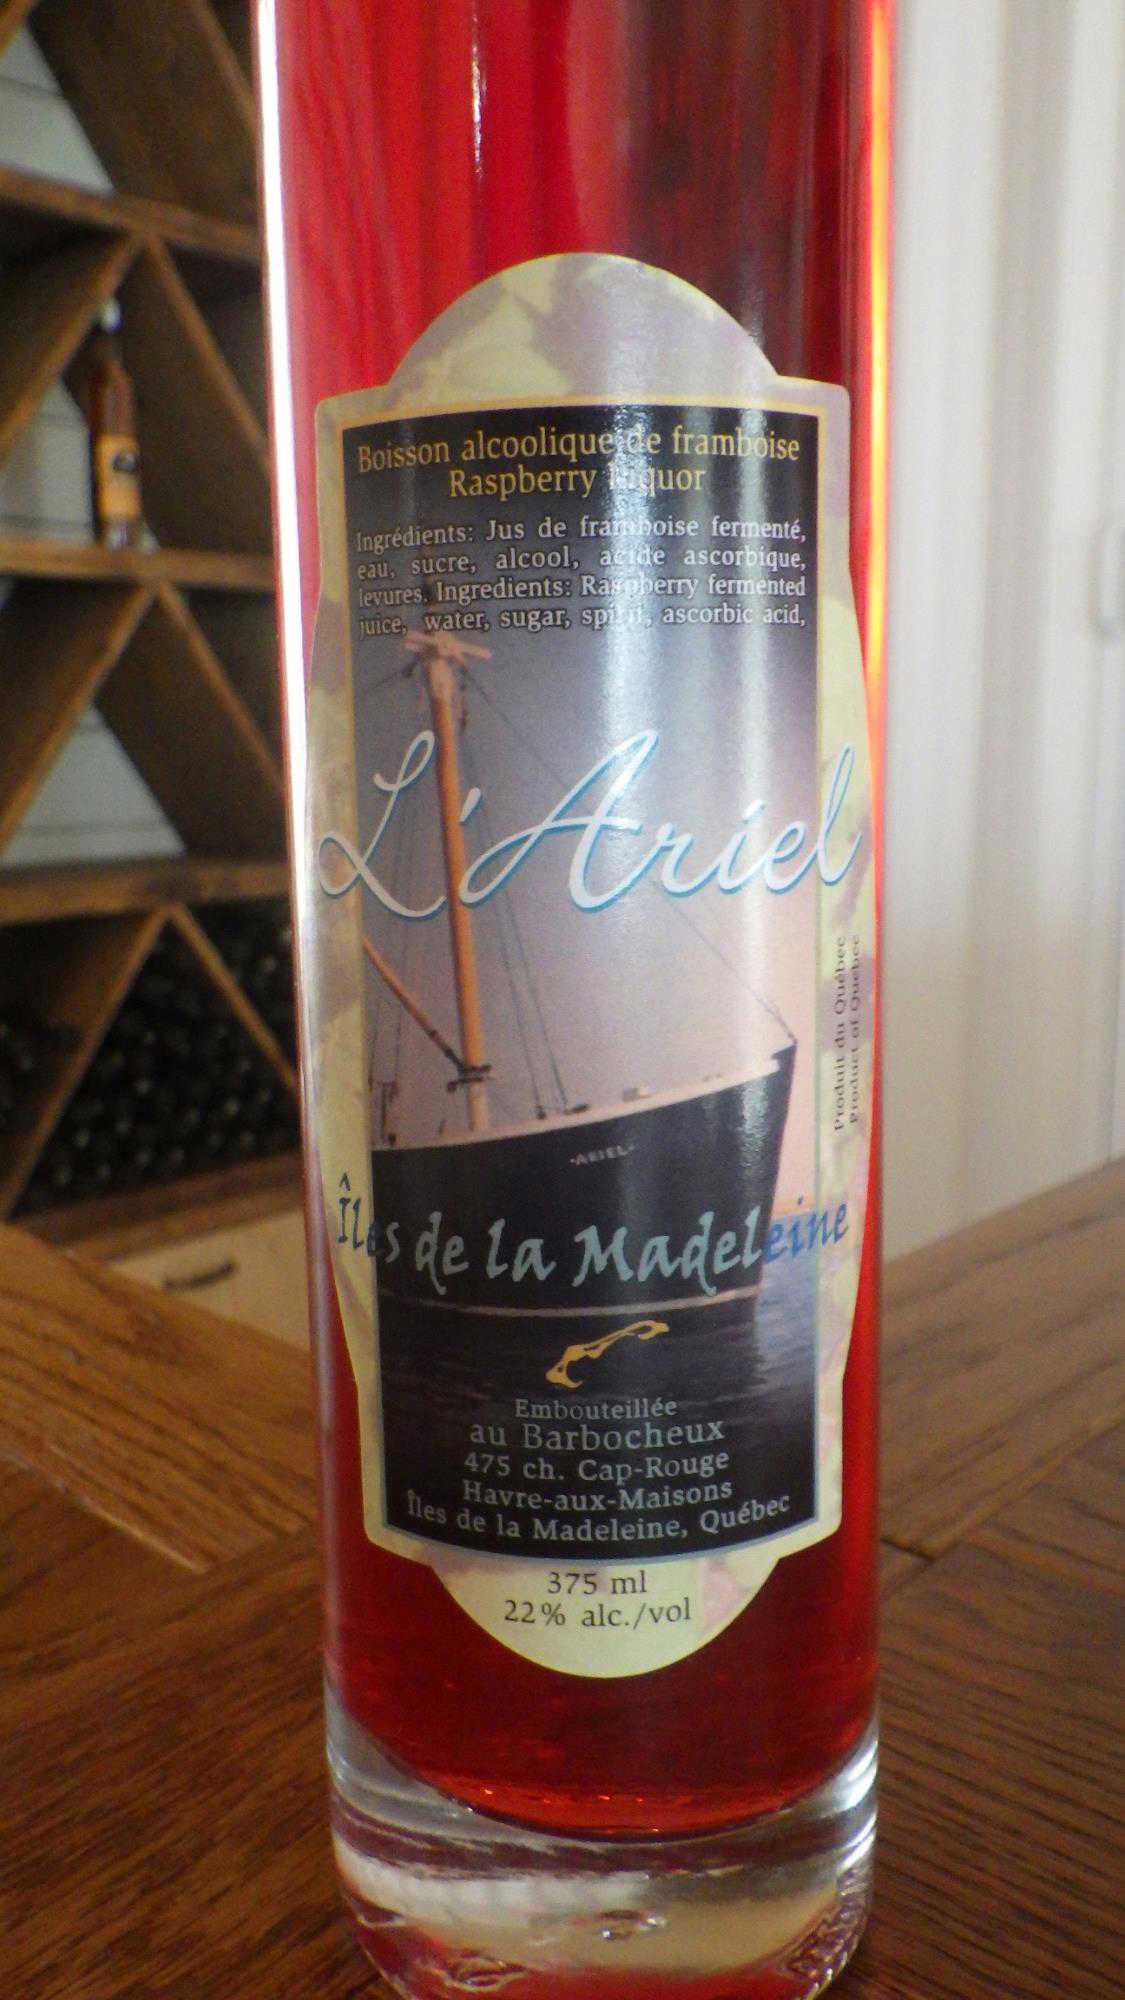 Boisson alcoolique de framboise
Raspberry Liquor
Ingrédients: Jus de framboise fermenté,
eau, sucre, alcool, acide ascorbique,
levures. Ingredients: Raspberry fermented
juice, water, sugar, spirit, ascorbic acid,
L'Ariel
Produit du Québec
Product of Quebec
-ARIEL-
Îles de la Madeleine
Embouteillée
au Barbocheux
475 ch. Cap-Rouge
Havre-aux-Maisons
Îles de la Madeleine, Québec
375 ml
22% alc./vol